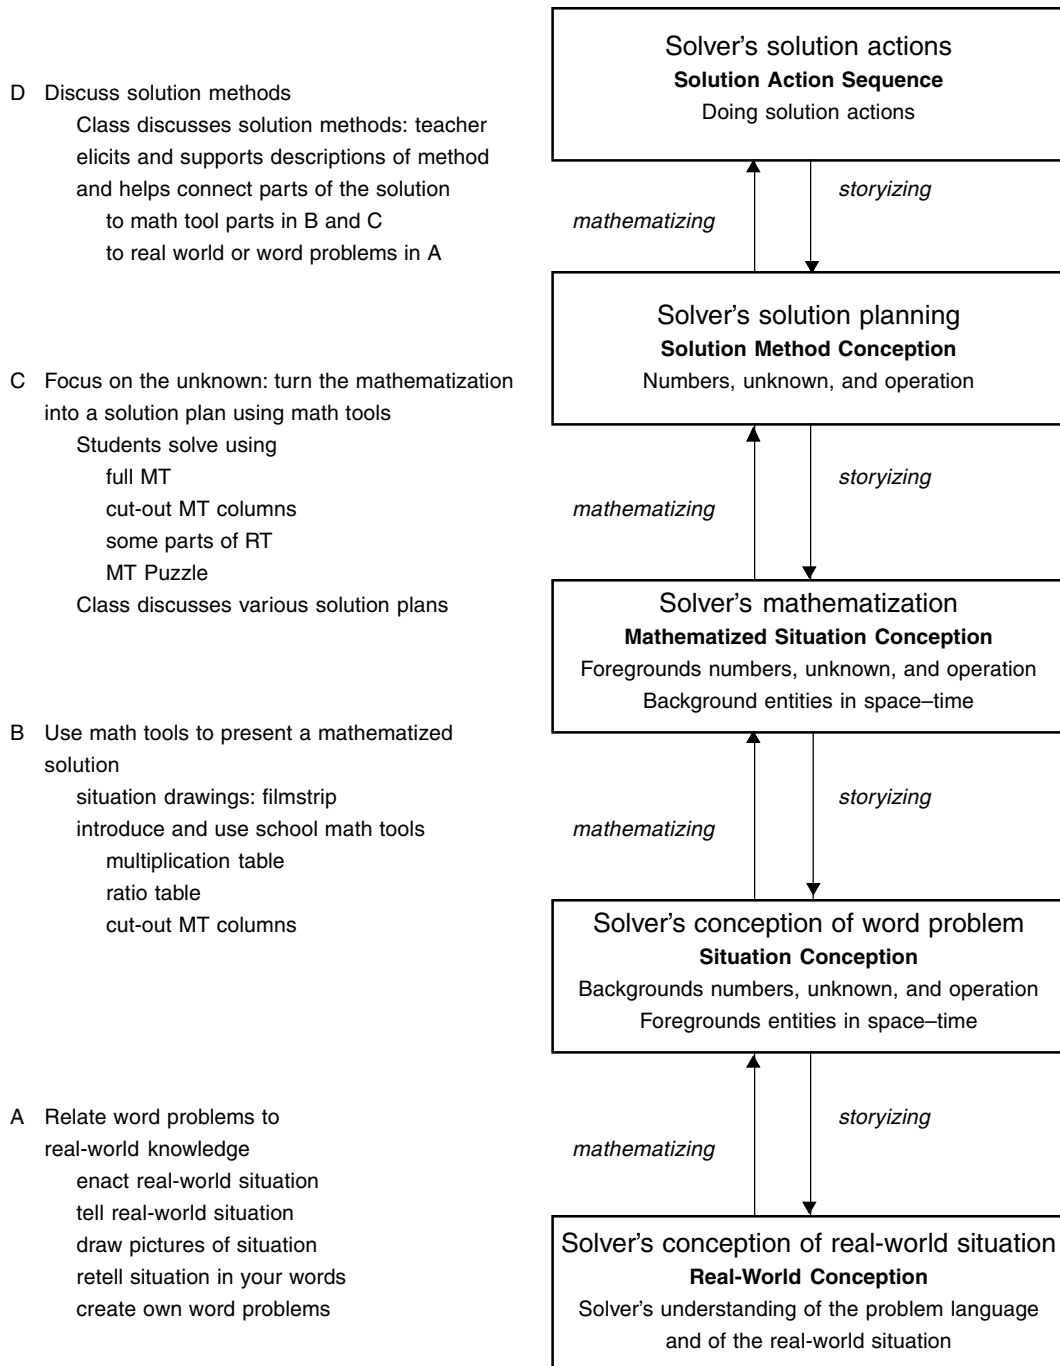 Solver's solution actions
Solution Action Sequence
Doing solution actions
D Discuss solution methods
Class discusses solution methods: teacher
elicits and supports descriptions of method
and helps connect parts of the solution
to math tool parts in B and C
to real world or word problems in A
mathematizing
storyizing
Solver's solution planning
Solution Method Conception
Numbers, unknown, and operation
C Focus on the unknown: turn the mathematization
into a solution plan using math tools
Students solve using
full MT
cut-out MT columns
some parts of RT
MT Puzzle
Class discusses various solution plans
mathematizing
storyizing
Solver's mathematization
Mathematized Situation Conception
Foregrounds numbers, unknown, and operation
Background entities in space–time
B Use math tools to present a mathematized
solution
situation drawings: filmstrip
introduce and use school math tools
multiplication table
ratio table
cut-out MT columns
mathematizing
storyizing
Solver's conception of word problem
Situation Conception
Backgrounds numbers, unknown, and operation
Foregrounds entities in space–time
A Relate word problems to
real-world knowledge
enact real-world situation
tell real-world situation
draw pictures of situation
retell situation in your words
create own word problems
mathematizing
storyizing
Solver's conception of real-world situation
Real-World Conception
Solver's understanding of the problem language
and of the real-world situation